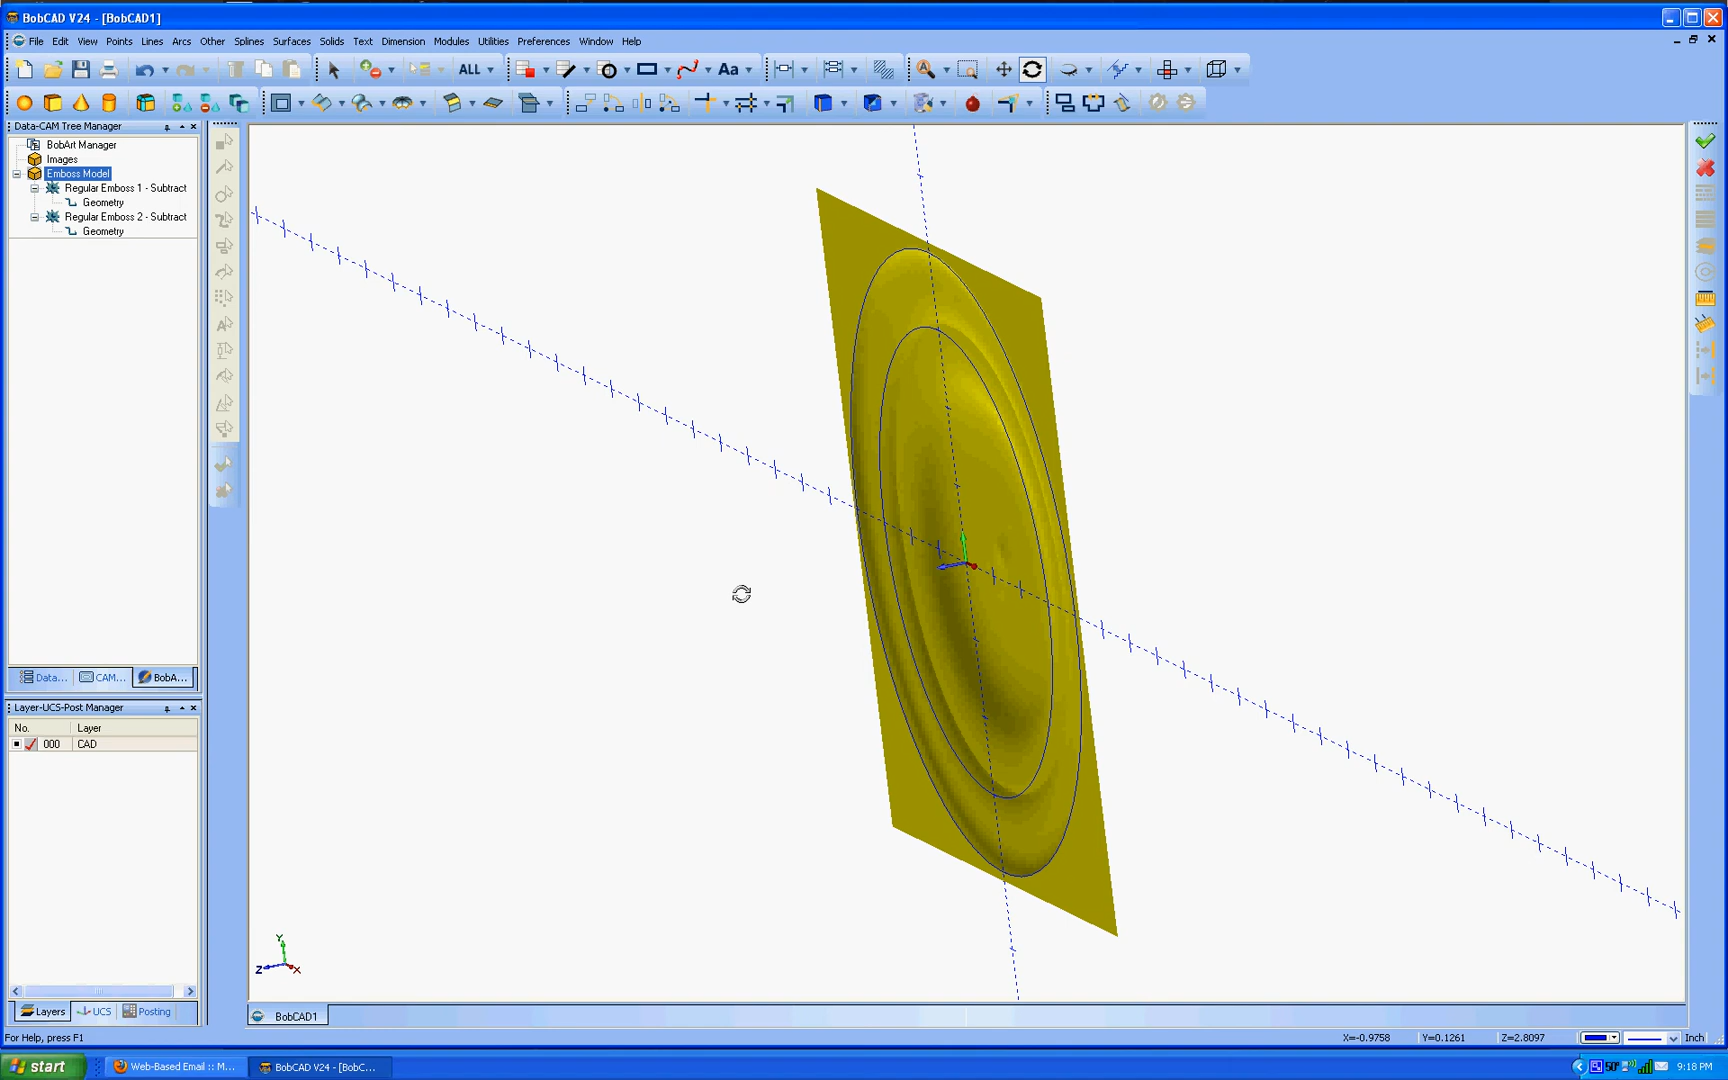 BobCAD V24 - [BobCAD1]
File Edit View Points Lines Arcs Other Splines Surfaces Solids Text Dimension Modules Utilities Preferences Window Help
ALL Aa
Data-CAM Tree Manager
BobArt Manager
Images
Emboss Model
Regular Emboss 1 - Subtract
Geometry
Regular Emboss 2 - Subtract
Geometry
Data... CAM... BobA...
Layer-UCS-Post Manager
No. Layer
000 CAD
Y
Z X
Layers UCS Posting
BobCAD1
For Help, press F1
X=-0.9758 Y=0.1261 Z=2.8097 Inch
start Web-Based Email :: M... BobCAD V24 - [BobC... 50° 9:18 PM